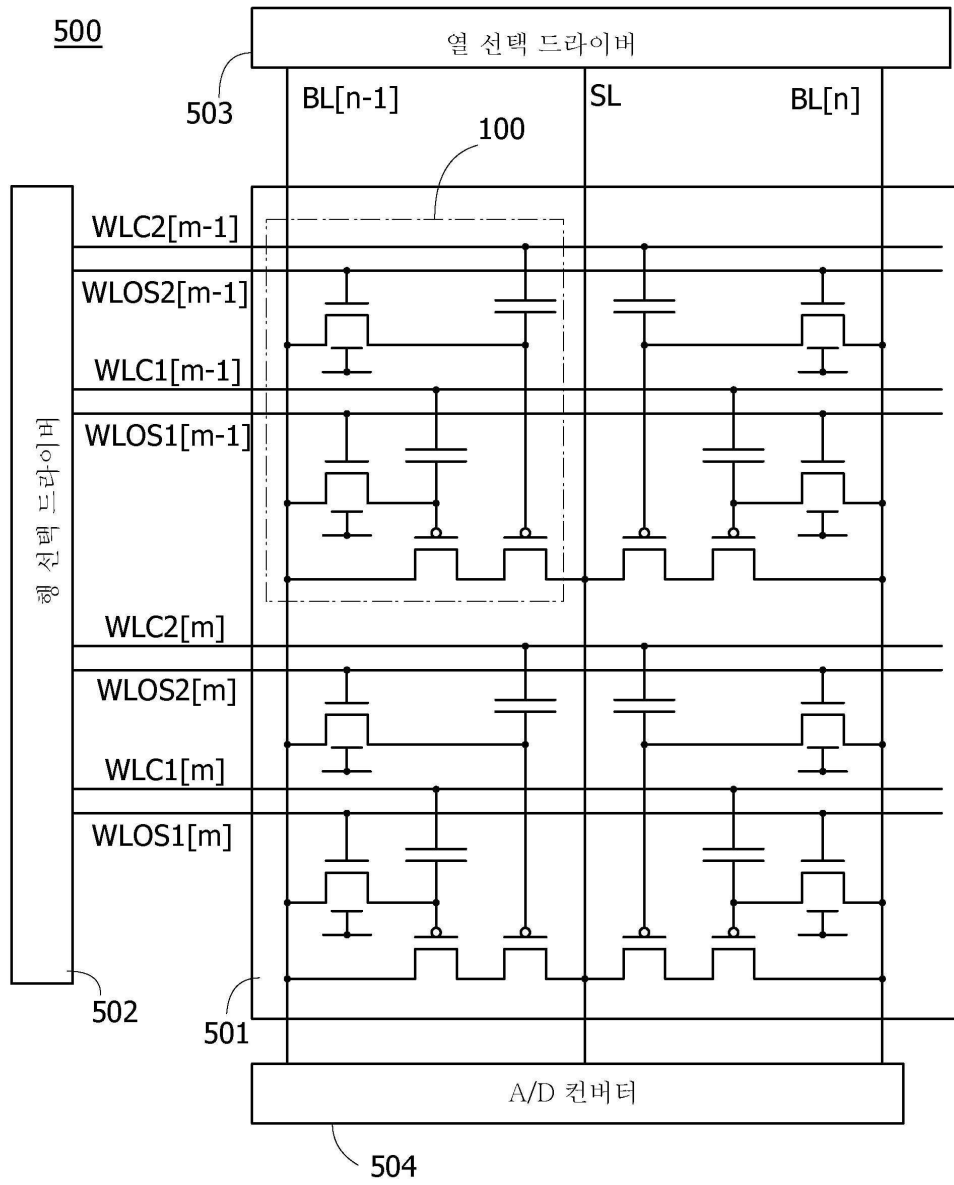 500
열 선택 드라이버
503
BL[n-1]
SL
BL[n]
100
WLC2[m-1]
WLOS2[m-1]
WLC1[m-1]
WLOS1[m-1]
행 선택 드라이버
WLC2[m]
WLOS2[m]
WLC1[m]
WLOS1[m]
502
501
A/D 컨버터
504